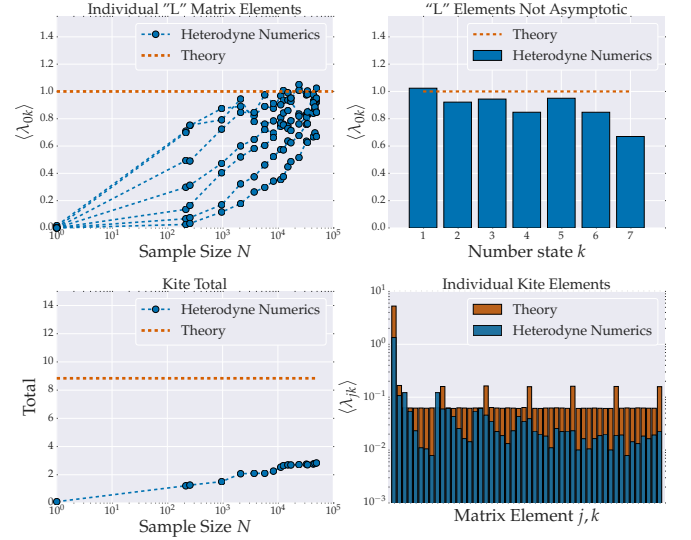 Individual "L" Matrix Elements
1.4
1.2
1.0
0.8
0.6
0.4
0.2
0.0
⟨λ0k⟩
Heterodyne Numerics
Theory
10^0
10^1
10^2
10^3
10^4
10^5
Sample Size N
“L” Elements Not Asymptotic
1.4
1.2
1.0
0.8
0.6
0.4
0.2
0.0
⟨λ0k⟩
Theory
Heterodyne Numerics
1 2 3 4 5 6 7
Number state k
Kite Total
14
12
10
8
6
4
2
0
Total
Heterodyne Numerics
Theory
10^0
10^1
10^2
10^3
10^4
10^5
Sample Size N
Individual Kite Elements
10^1
10^0
10^−1
10^−2
10^−3
⟨λjk⟩
Theory
Heterodyne Numerics
Matrix Element j, k